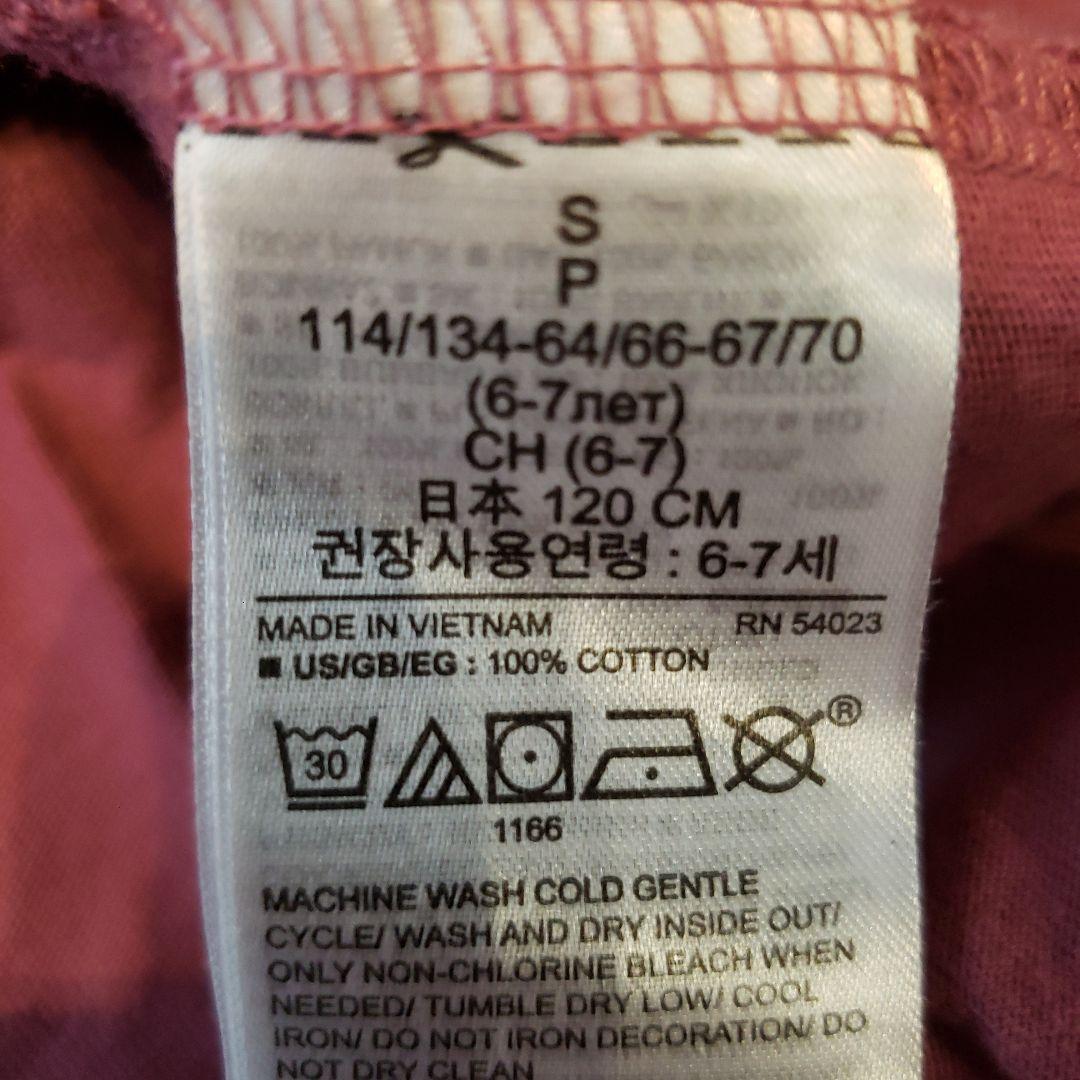 S
P
114/134-64/66-67/70
(6-7лет)
CH (6-7)
日本 120 CM
권장사용연령 : 6-7세
MADE IN VIETNAM RN 54023
■ US/GB/EG : 100% COTTON
30 ®
1166
MACHINE WASH COLD GENTLE
CYCLE/ WASH AND DRY INSIDE OUT/
ONLY NON-CHLORINE BLEACH WHEN
NEEDED/ TUMBLE DRY LOW/ COOL
IRON/ DO NOT IRON DECORATION/ DO
NOT DRY CLEAN